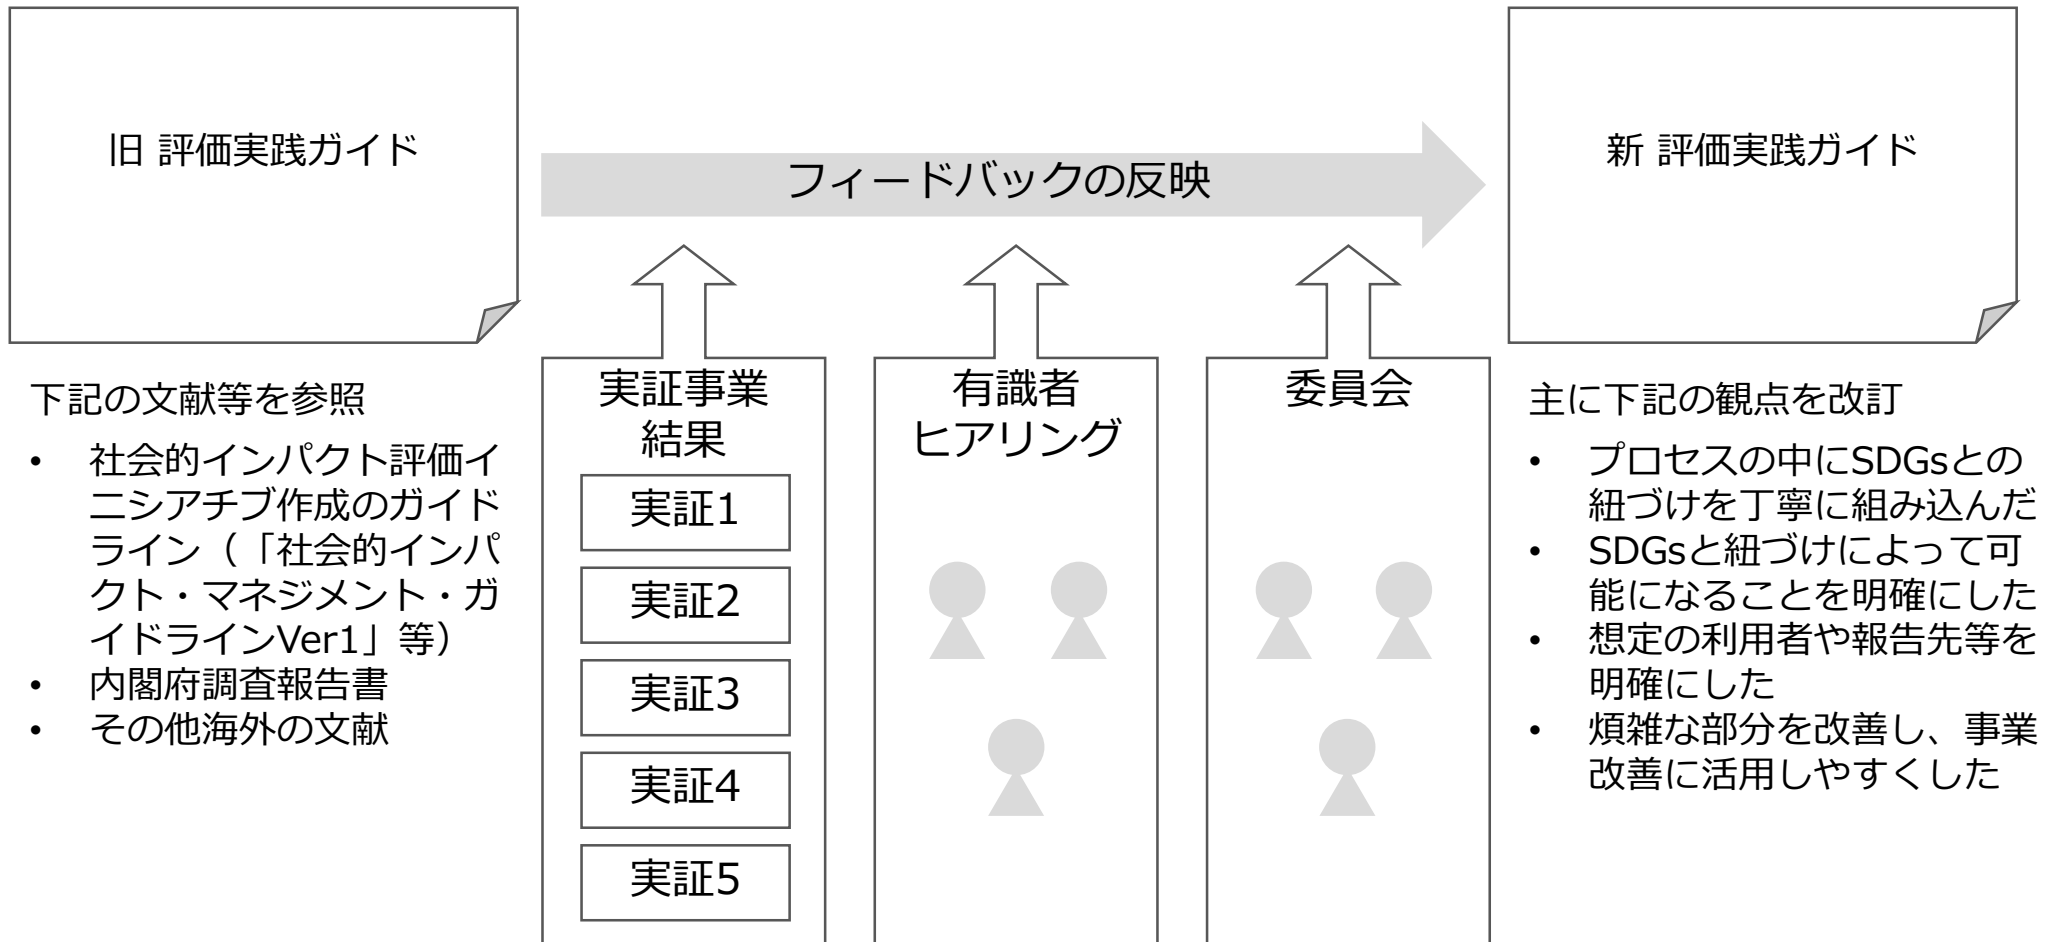 旧 評価実践ガイド
下記の文献等を参照
• 社会的インパクト評価イ
ニシアチブ作成のガイド
ライン（「社会的インパ
クト・マネジメント・ガ
イドラインVer1」等）
• 内閣府調査報告書
• その他海外の文献
フィードバックの反映
実証事業
結果
実証1
実証2
実証3
実証4
実証5
有識者
ヒアリング
委員会
新 評価実践ガイド
主に下記の観点を改訂
• プロセスの中にSDGsとの
紐づけを丁寧に組み込んだ
• SDGsと紐づけによって可
能になることを明確にした
• 想定の利用者や報告先等を
明確にした
• 煩雑な部分を改善し、事業
改善に活用しやすくした